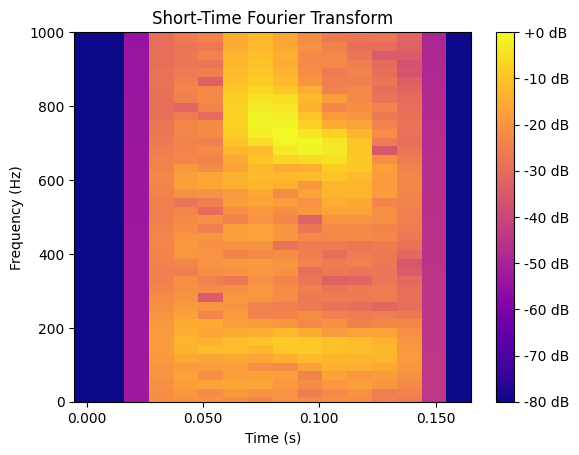 Short-Time Fourier Transform
1000
800
600
400
200
0
Frequency (Hz)
0.000
0.050
0.100
0.150
Time (s)
+0 dB
-10 dB
-20 dB
-30 dB
-40 dB
-50 dB
-60 dB
-70 dB
-80 dB